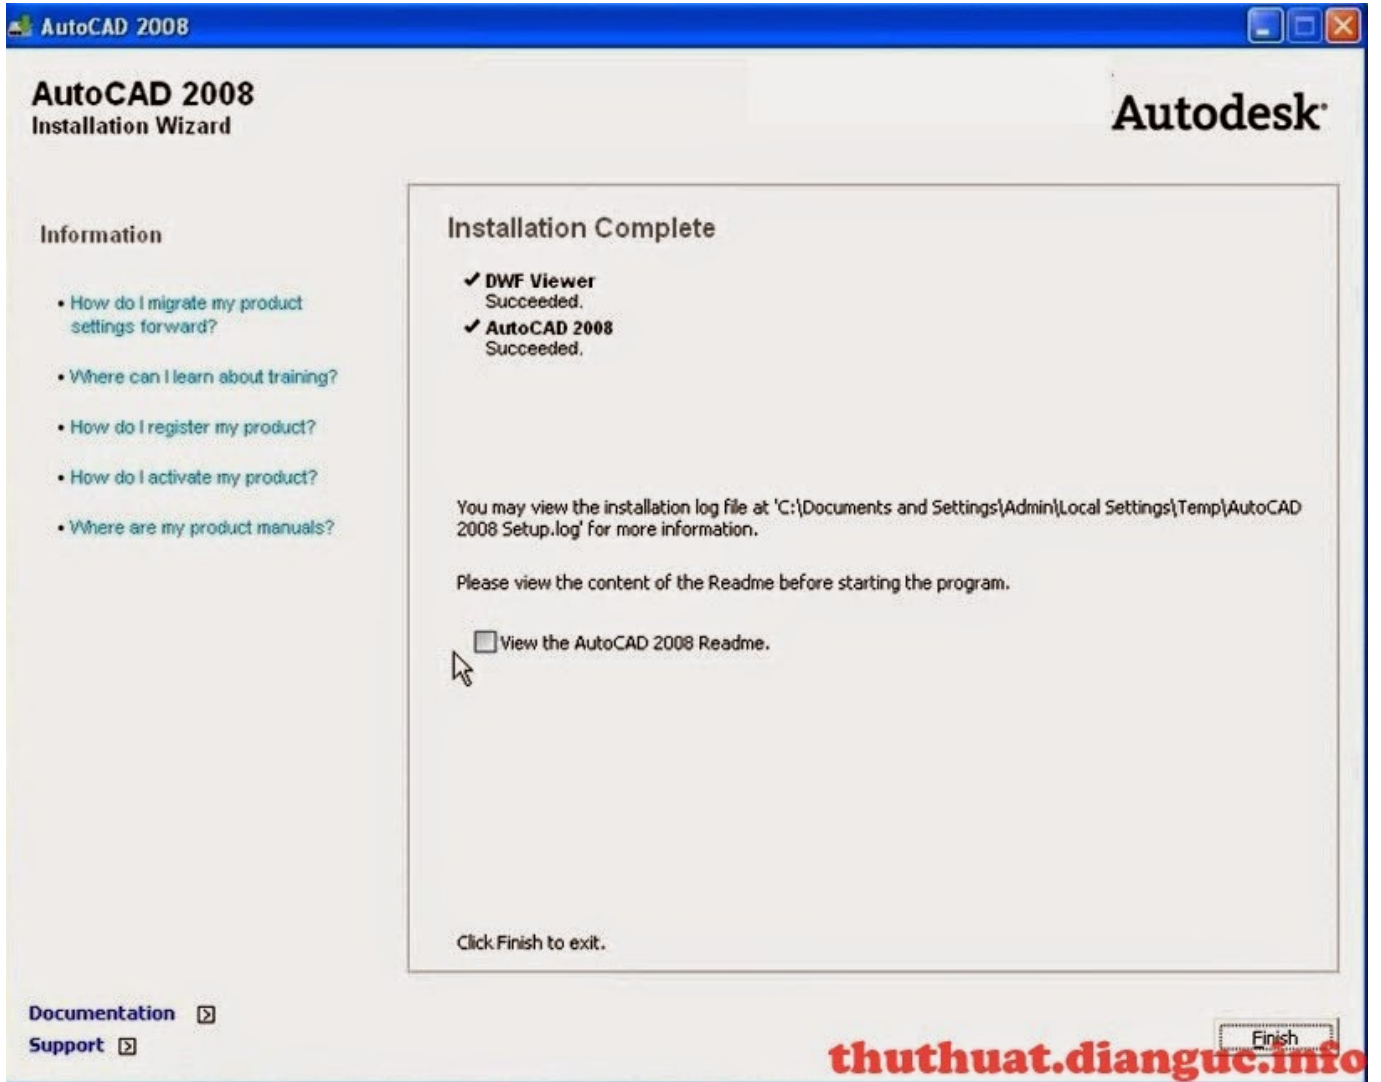 AutoCAD 2008
AutoCAD 2008
Installation Wizard
Autodesk
Information
• How do I migrate my product
settings forward?
• Where can I learn about training?
• How do I register my product?
• How do I activate my product?
• Where are my product manuals?
Installation Complete
✓ DWF Viewer
Succeeded.
✓ AutoCAD 2008
Succeeded.
You may view the installation log file at 'C:\Documents and Settings\Admin\Local Settings\Temp\AutoCAD
2008 Setup.log' for more information.
Please view the content of the Readme before starting the program.
View the AutoCAD 2008 Readme.
Click Finish to exit.
Documentation
Support
Finish
thuthuat.dianguc.info